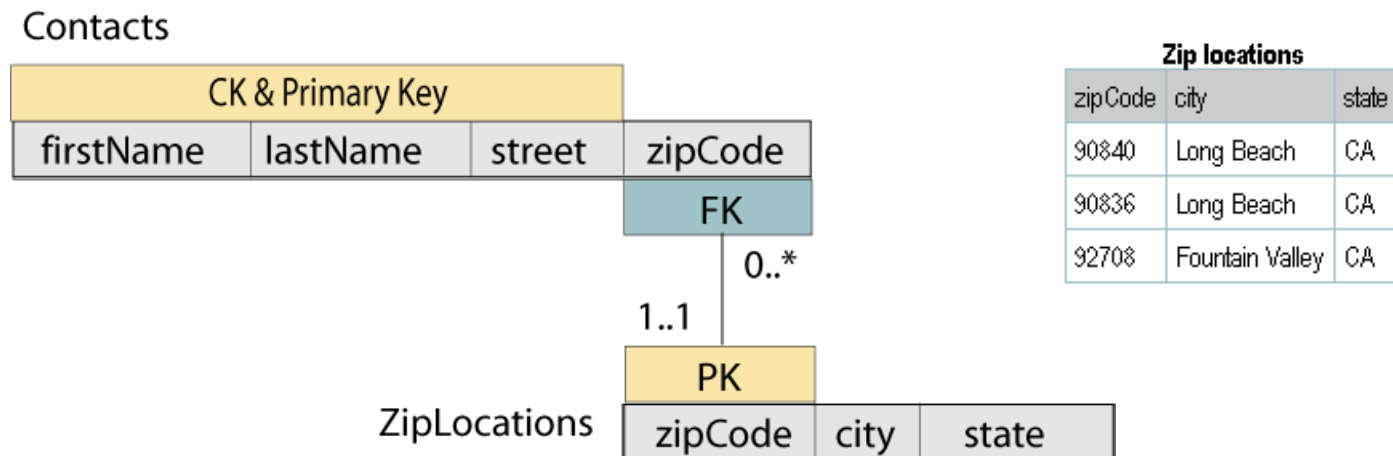 Contacts
CK & Primary Key
firstName lastName street zipCode
FK
0..*
1..1
PK
ZipLocations zipCode city state
Zip locations
zipCode city state
90840 Long Beach CA
90836 Long Beach CA
92708 Fountain Valley CA